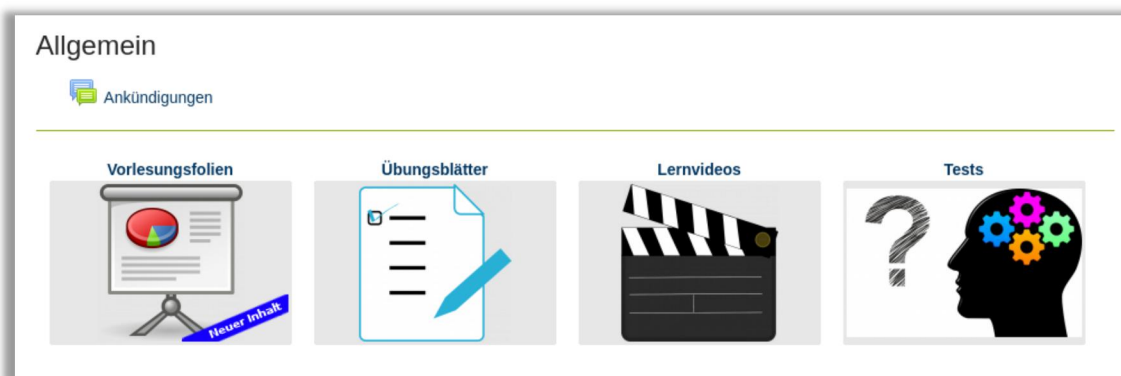 Allgemein
Ankündigungen
Vorlesungsfolien
Übungsblätter
Lernvideos
Tests
Neuer Inhalt